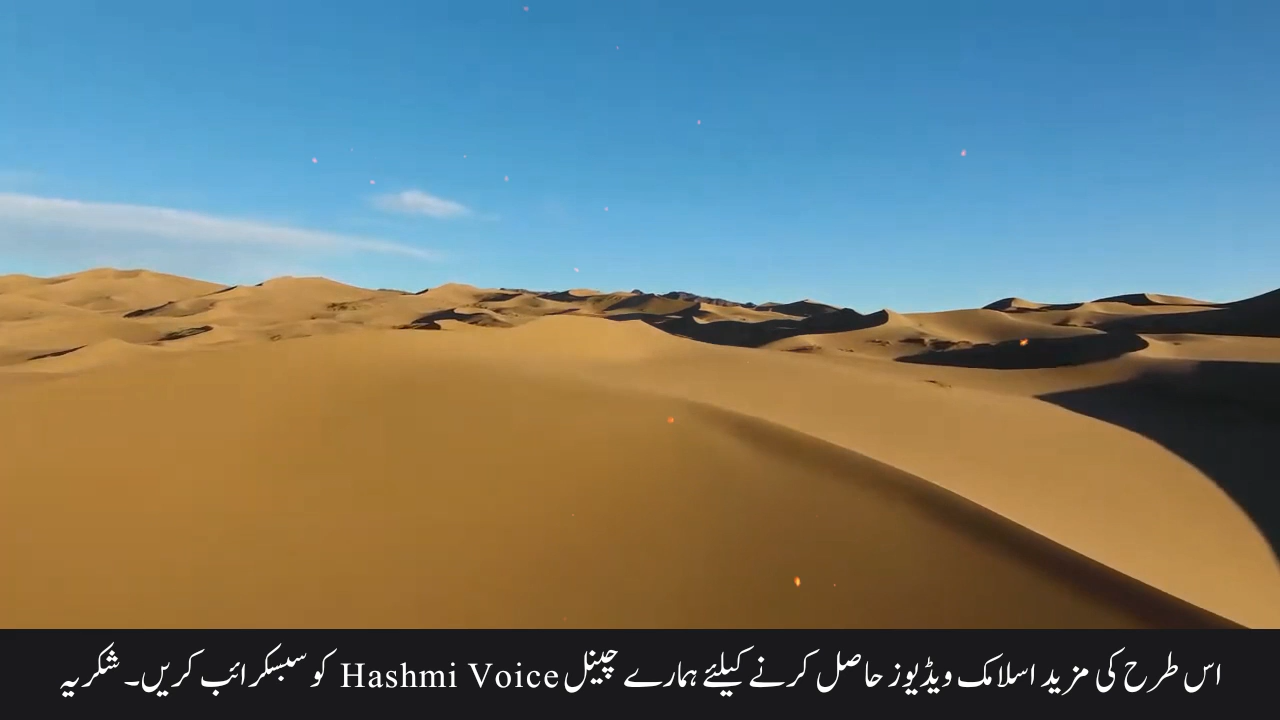 اس طرح کی مزید اسلامک ویڈیوز حاصل کرنے کیلئے ہمارے چینل Hashmi Voice کو سبسکرائب کریں۔ شکریہ